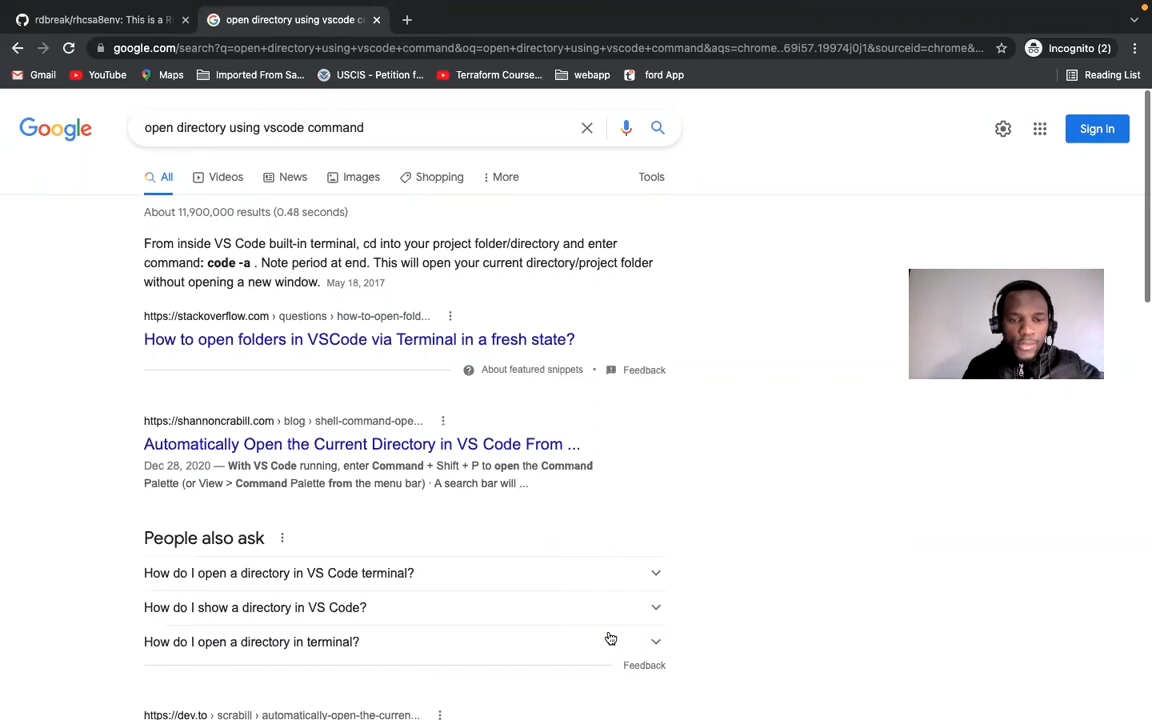 rdbreak/rhcsa8env: This is a R
open directory using vscode co
google.com/search?q=open+directory+using+vscode+command&oq=open+directory+using+vscode+command&aqs=chrome..69i57.19974j0j1&sourceid=chrome&...
Incognito (2)
Gmail
YouTube
Maps
Imported From Sa...
USCIS - Petition f...
Terraform Course...
webapp
ford App
Reading List
Google
open directory using vscode command
Sign in
All
Videos
News
Images
Shopping
More
Tools
About 11,900,000 results (0.48 seconds)
From inside VS Code built-in terminal, cd into your project folder/directory and enter
command: code -a . Note period at end. This will open your current directory/project folder
without opening a new window. May 18, 2017
https://stackoverflow.com › questions › how-to-open-fold...
How to open folders in VSCode via Terminal in a fresh state?
About featured snippets • Feedback
https://shannoncrabill.com › blog › shell-command-ope...
Automatically Open the Current Directory in VS Code From ...
Dec 28, 2020 — With VS Code running, enter Command + Shift + P to open the Command
Palette (or View > Command Palette from the menu bar) · A search bar will ...
People also ask
How do I open a directory in VS Code terminal?
How do I show a directory in VS Code?
How do I open a directory in terminal?
Feedback
https://dev.to › scrabill › automatically-open-the-curren...